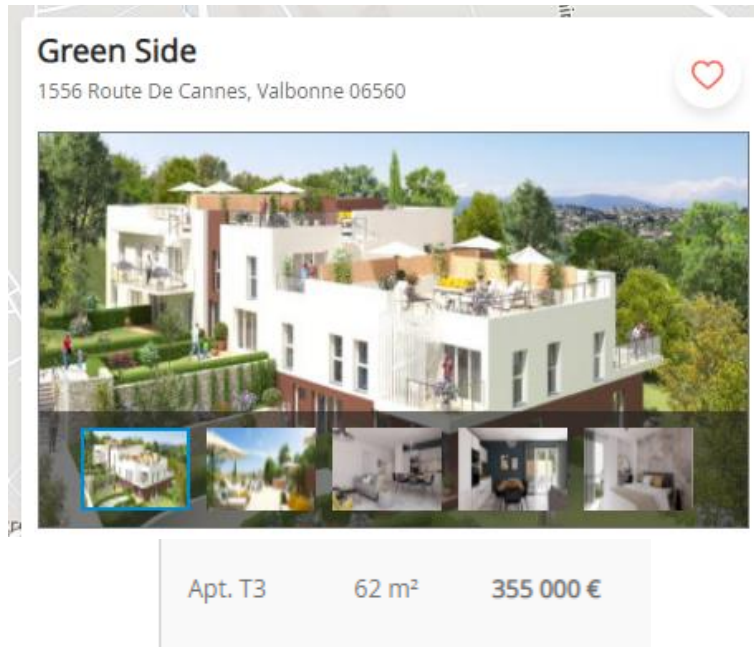 Green Side
1556 Route De Cannes, Valbonne 06560
Apt. T3 62 m² 355 000 €